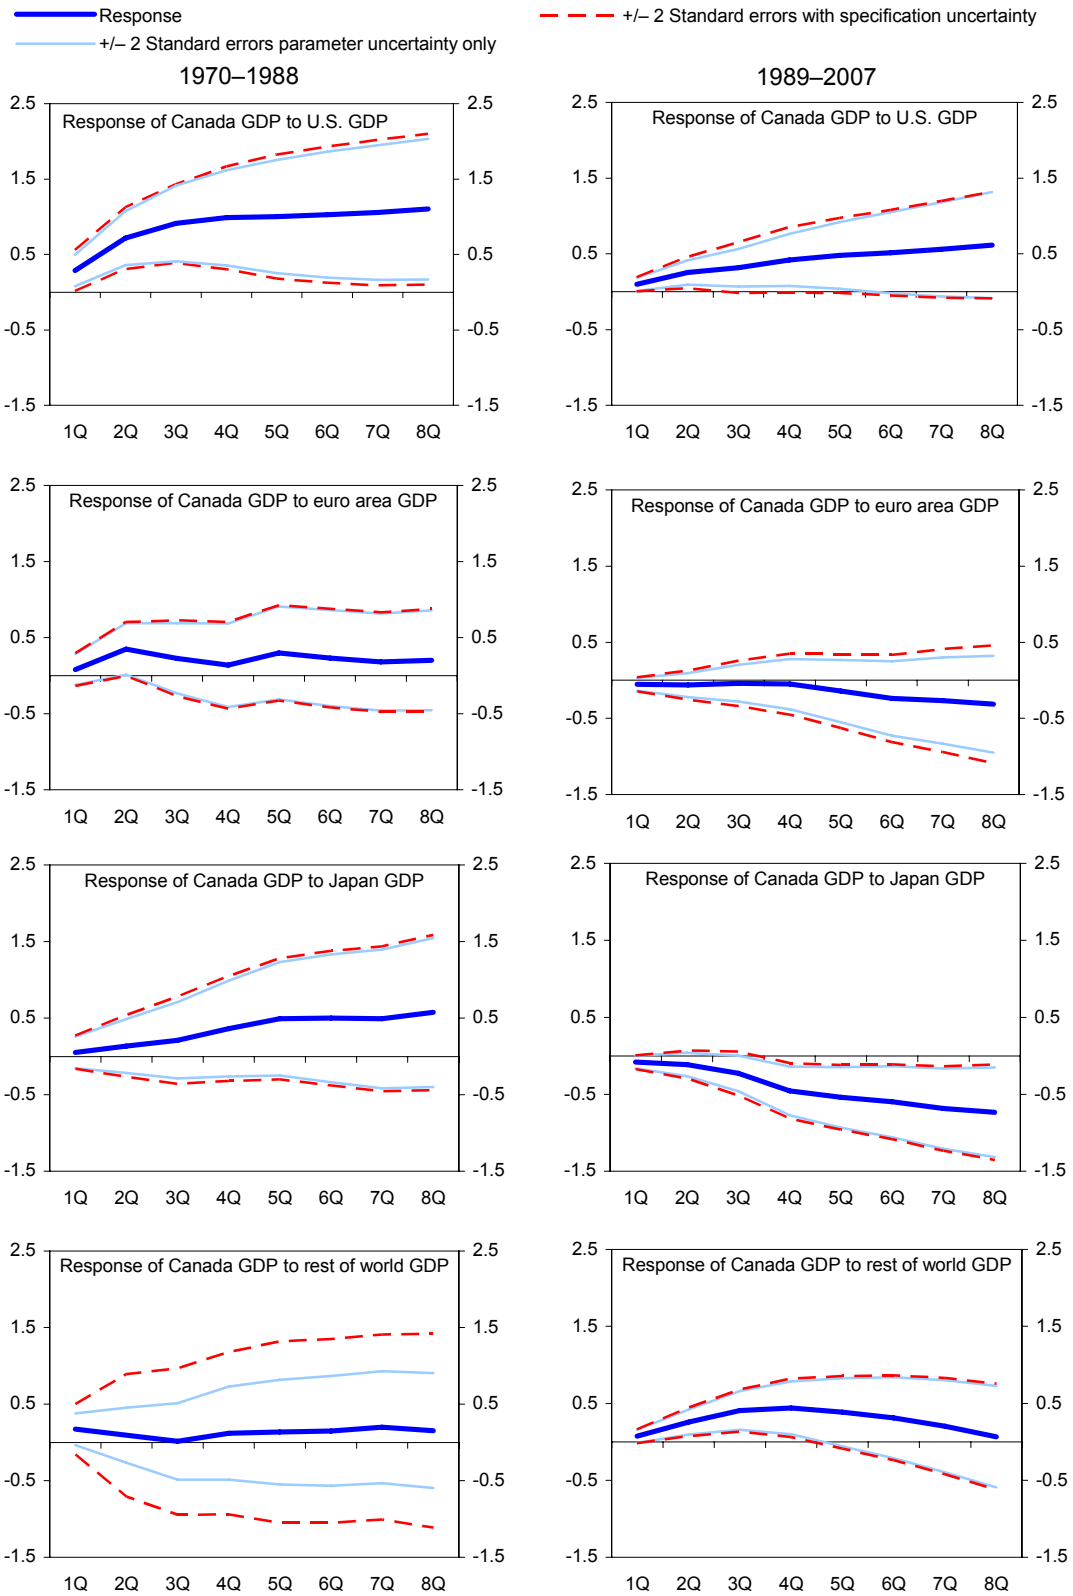 Response
+/– 2 Standard errors with specification uncertainty
+/– 2 Standard errors parameter uncertainty only
1970–1988
1989–2007
Response of Canada GDP to U.S. GDP
2.5 2.5
1.5 1.5
0.5 0.5
-0.5 -0.5
-1.5 -1.5
1Q 2Q 3Q 4Q 5Q 6Q 7Q 8Q
Response of Canada GDP to U.S. GDP
2.5 2.5
1.5 1.5
0.5 0.5
-0.5 -0.5
-1.5 -1.5
1Q 2Q 3Q 4Q 5Q 6Q 7Q 8Q
Response of Canada GDP to euro area GDP
2.5 2.5
1.5 1.5
0.5 0.5
-0.5 -0.5
-1.5 -1.5
1Q 2Q 3Q 4Q 5Q 6Q 7Q 8Q
Response of Canada GDP to euro area GDP
2.5 2.5
1.5 1.5
0.5 0.5
-0.5 -0.5
-1.5 -1.5
1Q 2Q 3Q 4Q 5Q 6Q 7Q 8Q
Response of Canada GDP to Japan GDP
2.5 2.5
1.5 1.5
0.5 0.5
-0.5 -0.5
-1.5 -1.5
1Q 2Q 3Q 4Q 5Q 6Q 7Q 8Q
Response of Canada GDP to Japan GDP
2.5 2.5
1.5 1.5
0.5 0.5
-0.5 -0.5
-1.5 -1.5
1Q 2Q 3Q 4Q 5Q 6Q 7Q 8Q
Response of Canada GDP to rest of world GDP
2.5 2.5
1.5 1.5
0.5 0.5
-0.5 -0.5
-1.5 -1.5
1Q 2Q 3Q 4Q 5Q 6Q 7Q 8Q
Response of Canada GDP to rest of world GDP
2.5 2.5
1.5 1.5
0.5 0.5
-0.5 -0.5
-1.5 -1.5
1Q 2Q 3Q 4Q 5Q 6Q 7Q 8Q